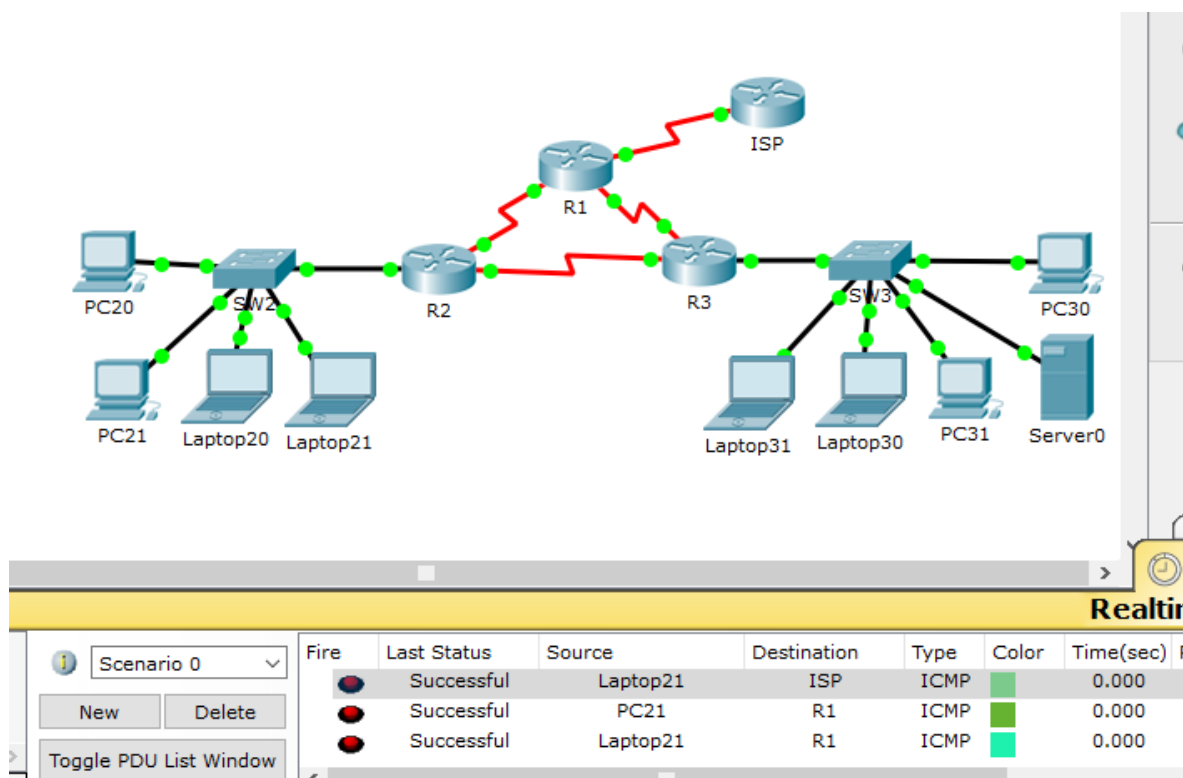 ISP
R1
PC20
SW2
R2
R3
SW3
PC30
PC21
Laptop20
Laptop21
Laptop31
Laptop30
PC31
Server0
Scenario 0
New
Delete
Toggle PDU List Window
Fire Last Status Source Destination Type Color Time(sec)
Successful Laptop21 ISP ICMP 0.000
Successful PC21 R1 ICMP 0.000
Successful Laptop21 R1 ICMP 0.000